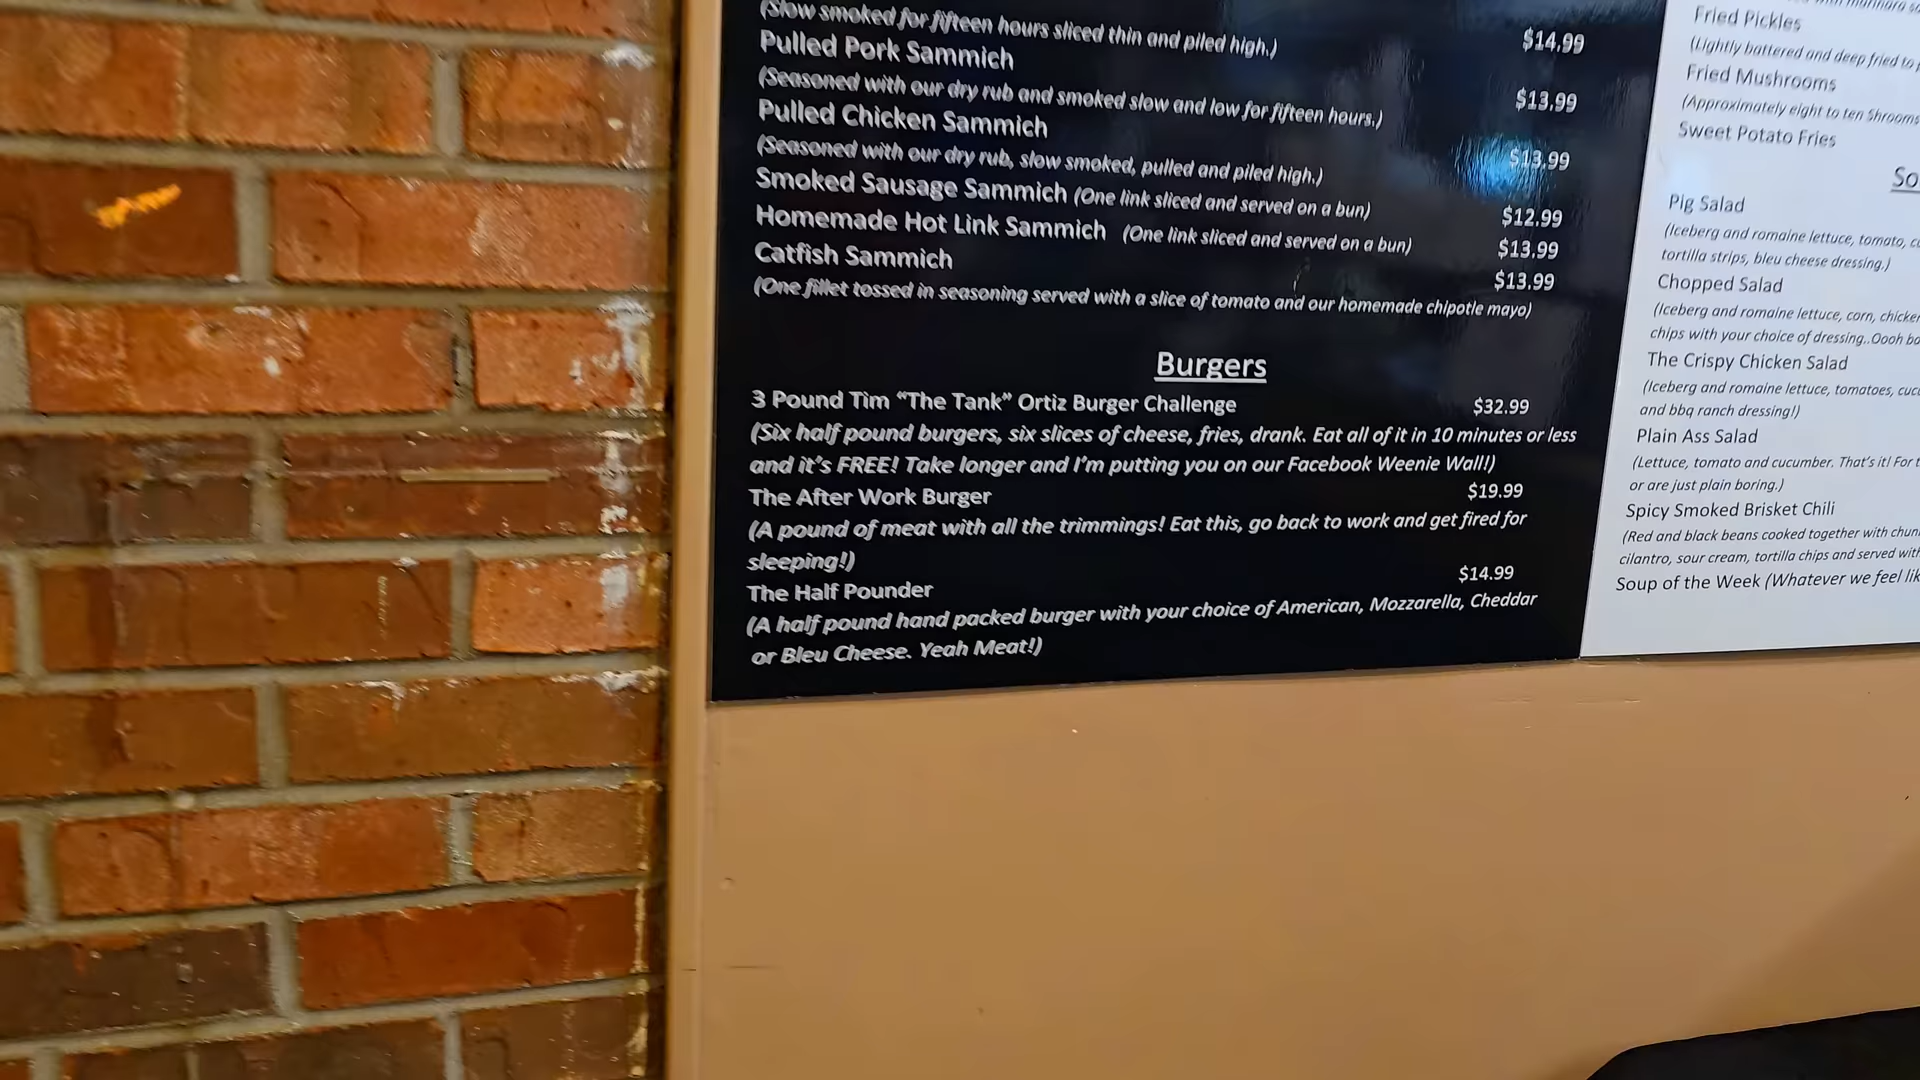 (Slow smoked for fifteen hours sliced thin and piled high.) $14.99
Pulled Pork Sammich
(Seasoned with our dry rub and smoked slow and low for fifteen hours.) $13.99
Pulled Chicken Sammich
(Seasoned with our dry rub, slow smoked, pulled and piled high.) $13.99
Smoked Sausage Sammich (One link sliced and served on a bun) $12.99
Homemade Hot Link Sammich (One link sliced and served on a bun) $13.99
Catfish Sammich $13.99
(One fillet tossed in seasoning served with a slice of tomato and our homemade chipotle mayo)
Burgers
3 Pound Tim “The Tank” Ortiz Burger Challenge $32.99
(Six half pound burgers, six slices of cheese, fries, drank. Eat all of it in 10 minutes or less
and it’s FREE! Take longer and I’m putting you on our Facebook Weenie Wall!)
The After Work Burger $19.99
(A pound of meat with all the trimmings! Eat this, go back to work and get fired for
sleeping!)
The Half Pounder $14.99
(A half pound hand packed burger with your choice of American, Mozzarella, Cheddar
or Bleu Cheese. Yeah Meat!)
with marinara
Fried Pickles
(Lightly battered and deep fried to
Fried Mushrooms
(Approximately eight to ten Shrooms
Sweet Potato Fries
So
Pig Salad
(Iceberg and romaine lettuce, tomato,
tortilla strips, bleu cheese dressing.)
Chopped Salad
(Iceberg and romaine lettuce, corn, chicken
chips with your choice of dressing..Oooh
The Crispy Chicken Salad
(Iceberg and romaine lettuce, tomatoes,
and bbq ranch dressing!)
Plain Ass Salad
(Lettuce, tomato and cucumber. That’s it! For
or are just plain boring.)
Spicy Smoked Brisket Chili
(Red and black beans cooked together with
cilantro, sour cream, tortilla chips and served
Soup of the Week (Whatever we feel